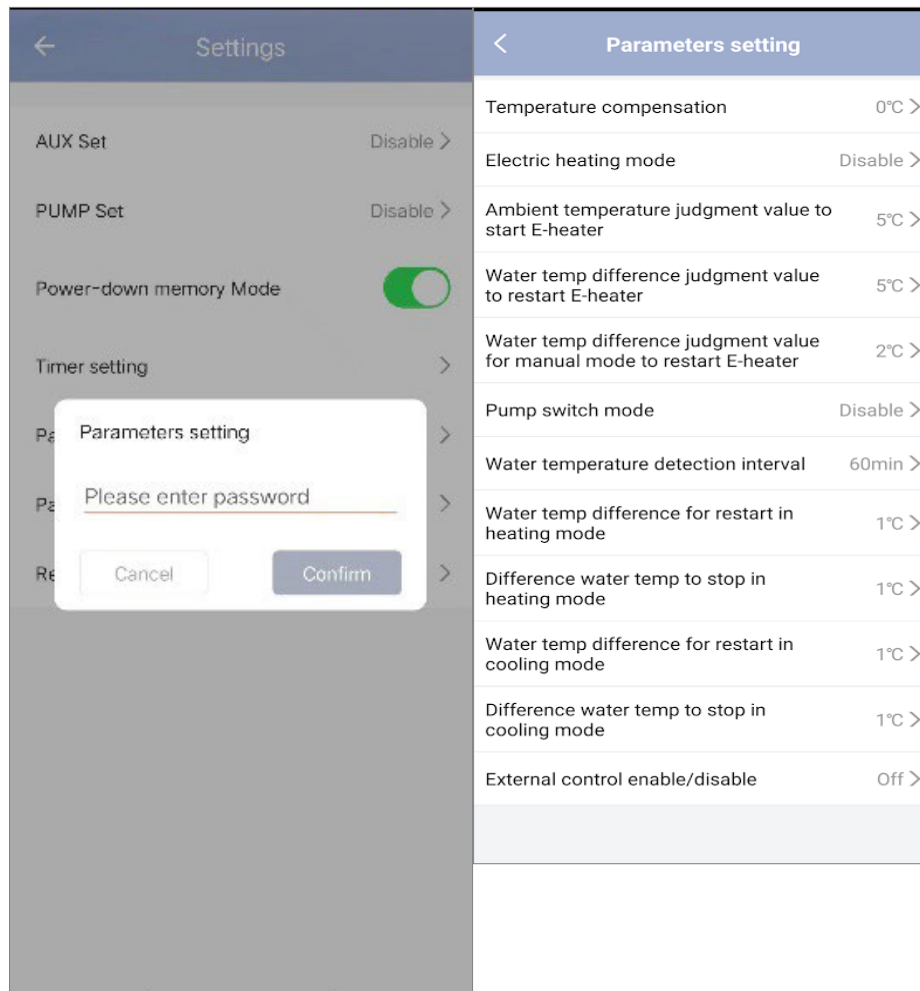 Settings
AUX Set
Disable
PUMP Set
Disable
Power-down memory Mode
Timer setting
Pa
Parameters setting
Please enter password
Pa
Re
Cancel
Confirm
Parameters setting
Temperature compensation
0℃
Electric heating mode
Disable
Ambient temperature judgment value to
start E-heater
5℃
Water temp difference judgment value
to restart E-heater
5℃
Water temp difference judgment value
for manual mode to restart E-heater
2℃
Pump switch mode
Disable
Water temperature detection interval
60min
Water temp difference for restart in
heating mode
1℃
Difference water temp to stop in
heating mode
1℃
Water temp difference for restart in
cooling mode
1℃
Difference water temp to stop in
cooling mode
1℃
External control enable/disable
Off